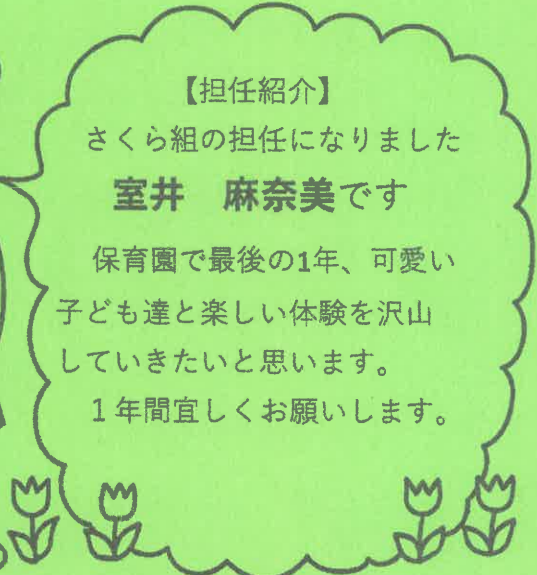 【担任紹介】
さくら組の担任になりました
室井　麻奈美です
保育園で最後の1年、可愛い
子ども達と楽しい体験を沢山
していきたいと思います。
１年間宜しくお願いします。